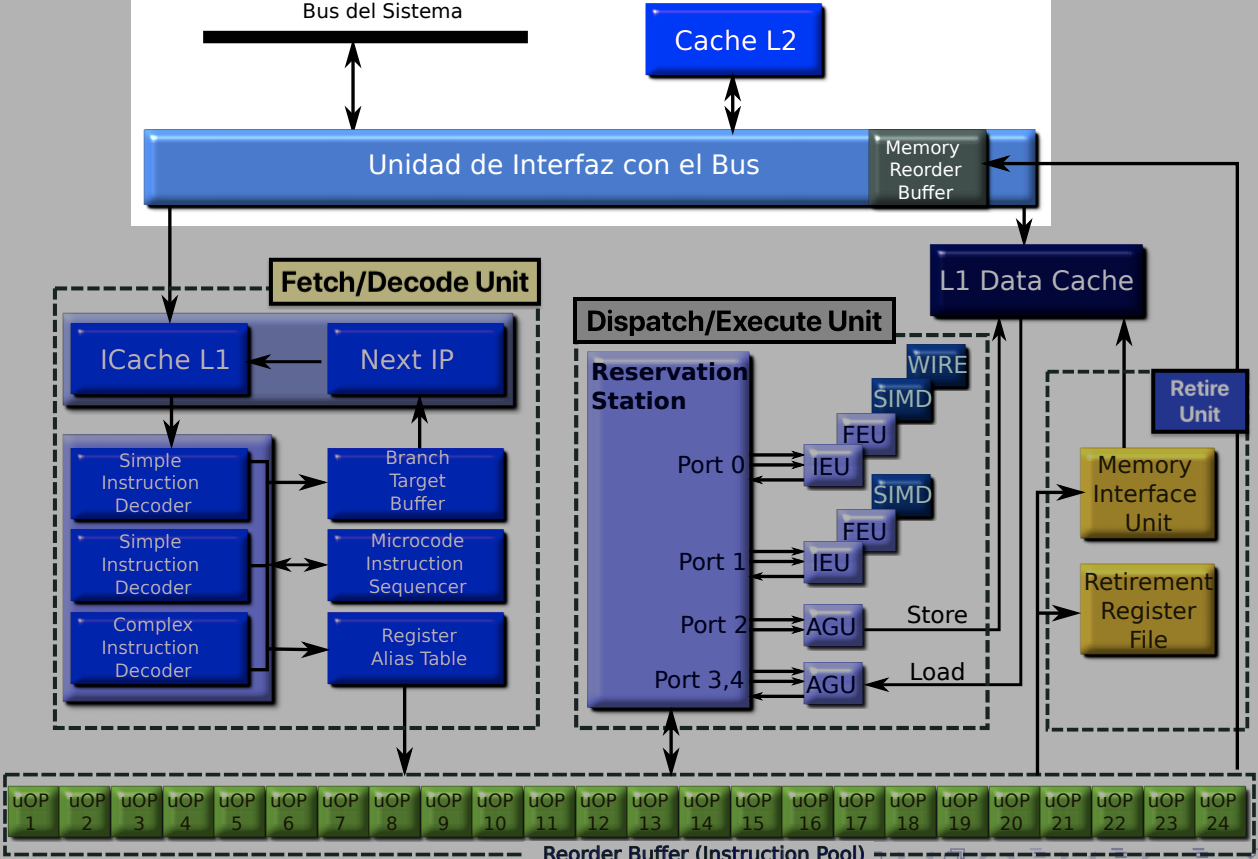 Bus del Sistema
Cache L2
Unidad de Interfaz con el Bus
Memory
Reorder
Buffer
Fetch/Decode Unit
ICache L1
Next IP
Simple
Instruction
Decoder
Branch
Target
Buffer
Simple
Instruction
Decoder
Microcode
Instruction
Sequencer
Complex
Instruction
Decoder
Register
Alias Table
Dispatch/Execute Unit
L1 Data Cache
Reservation
Station
WIRE
SIMD
FEU
Port 0
IEU
SIMD
FEU
Port 1
IEU
Port 2
AGU
Store
Port 3,4
AGU
Load
Retire
Unit
Memory
Interface
Unit
Retirement
Register
File
uOP
1
uOP
2
uOP
3
uOP
4
uOP
5
uOP
6
uOP
7
uOP
8
uOP
9
uOP
10
uOP
11
uOP
12
uOP
13
uOP
14
uOP
15
uOP
16
uOP
17
uOP
18
uOP
19
uOP
20
uOP
21
uOP
22
uOP
23
uOP
24
Reorder Buffer (Instruction Pool)